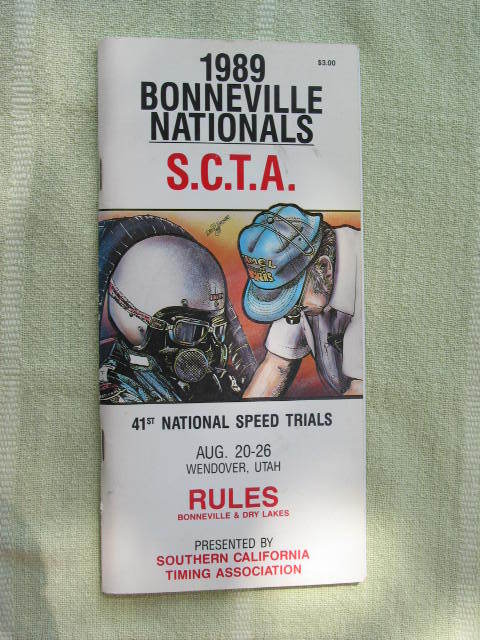 1989
$3.00
BONNEVILLE
NATIONALS
S.C.T.A.
41ST NATIONAL SPEED TRIALS
AUG. 20-26
WENDOVER, UTAH
RULES
BONNEVILLE & DRY LAKES
PRESENTED BY
SOUTHERN CALIFORNIA
TIMING ASSOCIATION